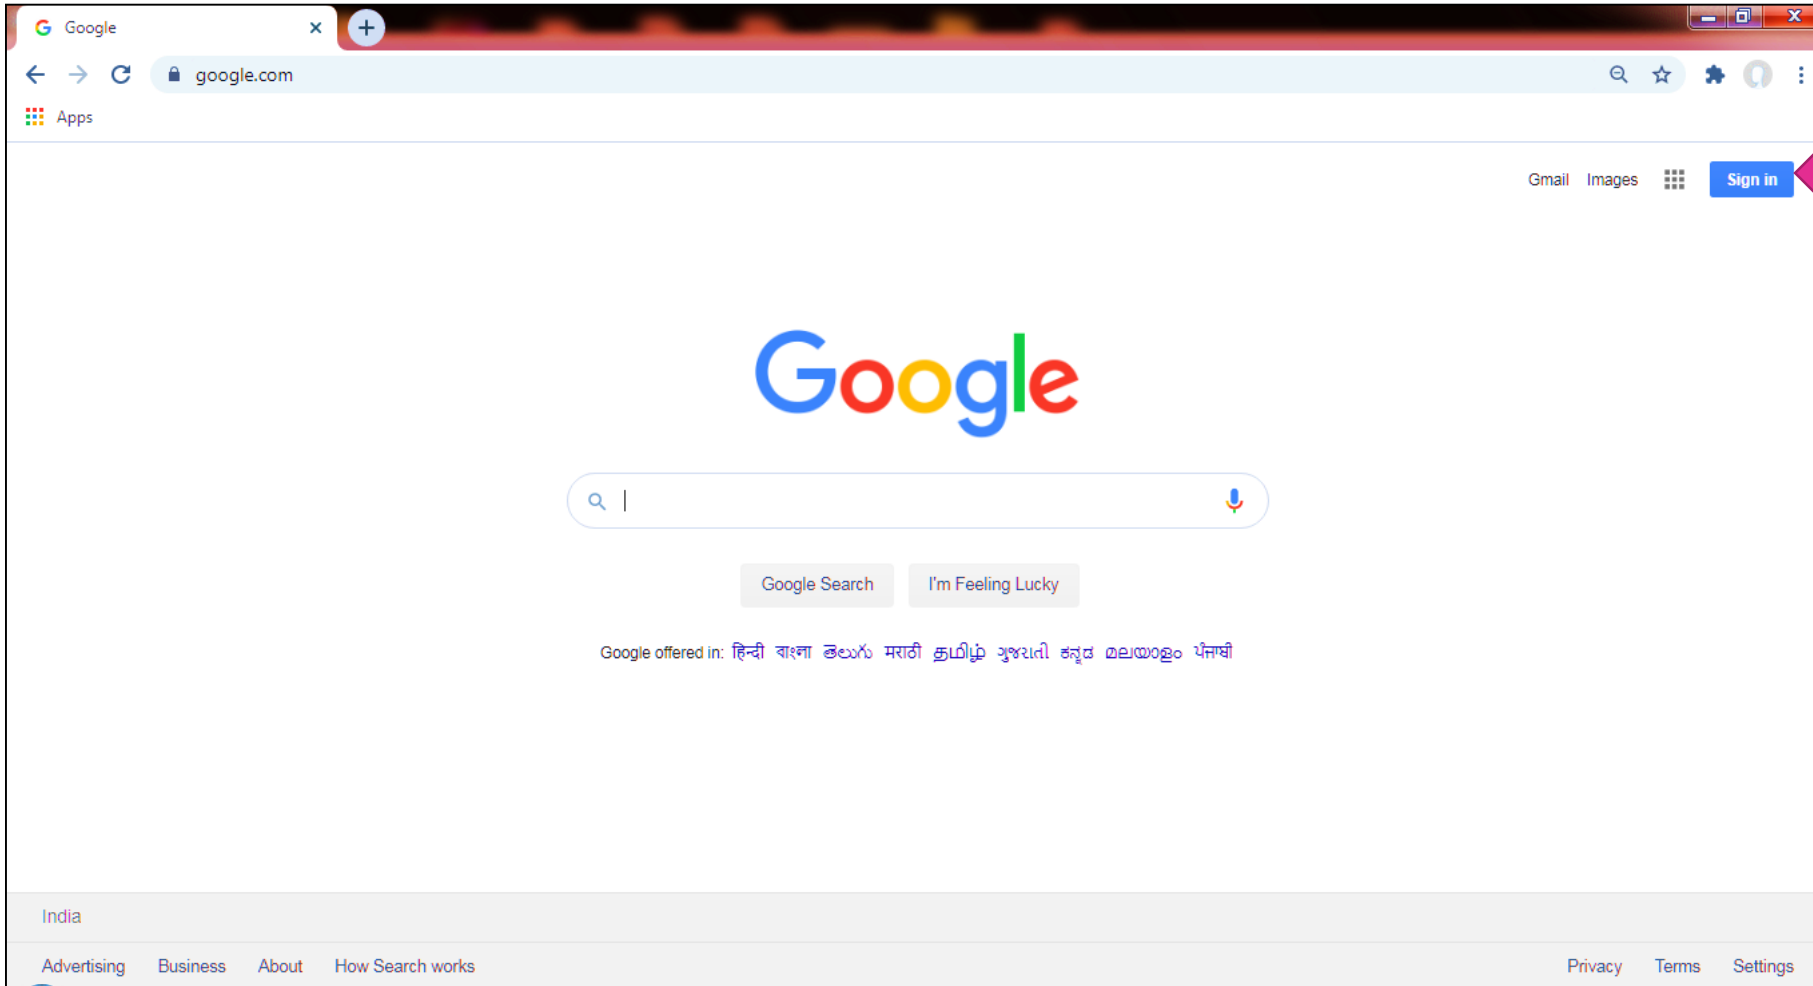 Google
google.com
Apps
Gmail Images Sign in
Google
Google Search I'm Feeling Lucky
Google offered in: हिन्दी বাংলা తెలుగు मराठी தமிழ் ગુજરાતી ಕನ್ನಡ മലയാളം ਪੰਜਾਬੀ
India
Advertising Business About How Search works Privacy Terms Settings